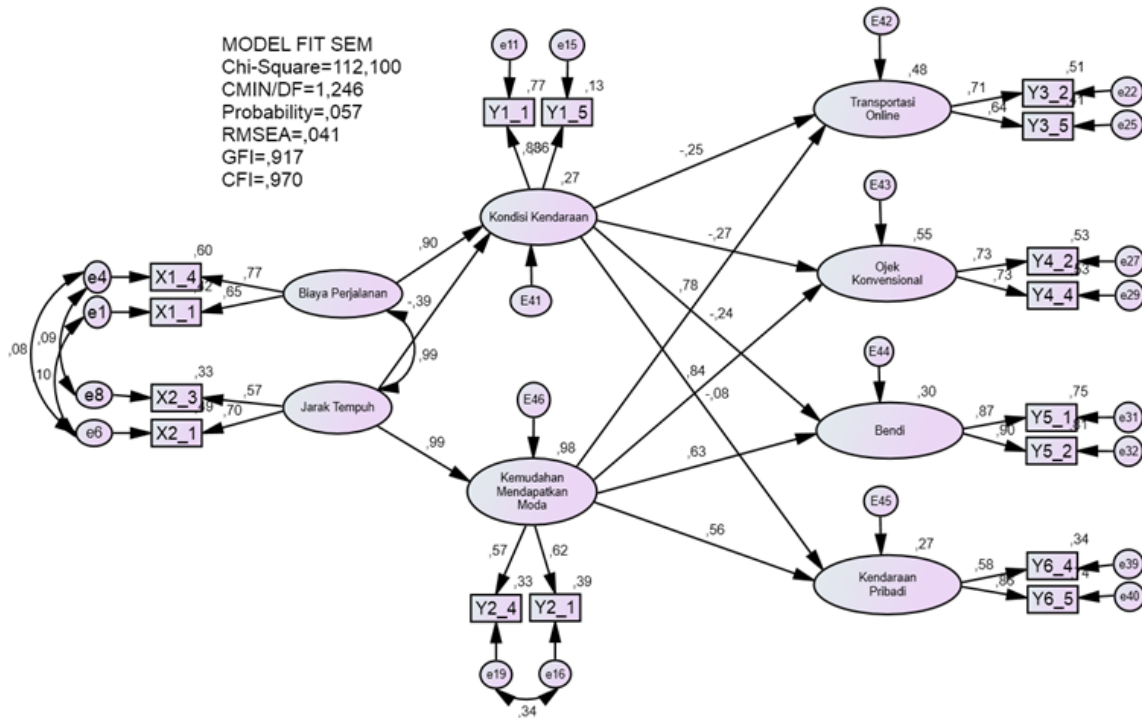 MODEL FIT SEM
Chi-Square=112,100
CMIN/DF=1,246
Probability=,057
RMSEA=,041
GFI=,917
CFI=,970
e11
e15
,77
,13
Y1_1
Y1_5
,36
,27
Kondisi Kendaraan
E41
E42
,48
Transportasi
Online
,71
,64
,51
Y3_2
Y3_5
e22
e25
-,25
E43
,55
Ojek
Konvensional
,73
,73
,53
Y4_2
Y4_4
e27
e29
-,27
,60
e4
X1_4
,77
e1
X1_1
,65
Biaya Perjalanan
,90
-,39
,99
,08
,09
,10
,33
e8
X2_3
,57
e6
X2_1
,70
Jarak Tempuh
,99
,78
-,24
,84
-,08
E44
,30
Bendi
,87
,90
,75
Y5_1
Y5_2
e31
e32
E46
,98
Kemudahan
Mendapatkan
Moda
,63
,56
E45
,27
Kendaraan
Pribadi
,58
,34
Y6_4
Y6_5
e39
e40
,57
,62
,33
,39
Y2_4
Y2_1
e19
e16
,34